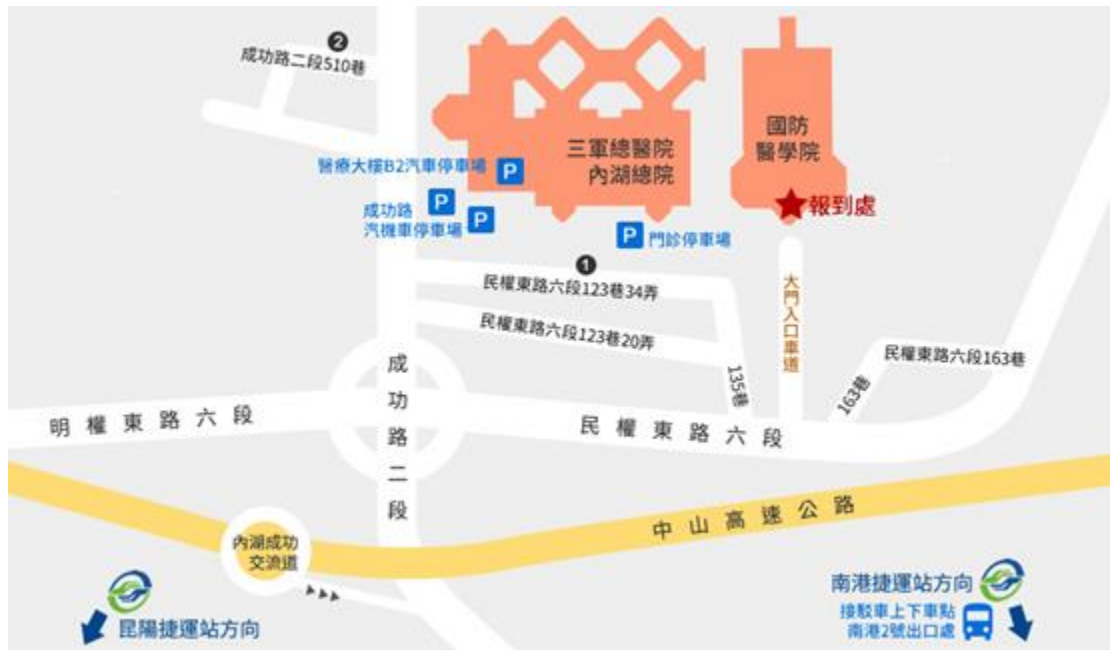 ❷
成功路二段510巷
三軍總醫院
內湖總院
國防
醫學院
醫療大樓B2汽車停車場
P
成功路
汽機車停車場
P
P
報到處
P
門診停車場
❶
民權東路六段123巷34弄
民權東路六段123巷20弄
大門入口車道
135巷
163巷
民權東路六段163巷
成功路二段
明權東路六段
民權東路六段
中山高速公路
內湖成功
交流道
昆陽捷運站方向
南港捷運站方向
接駁車上下車點
南港2號出口處